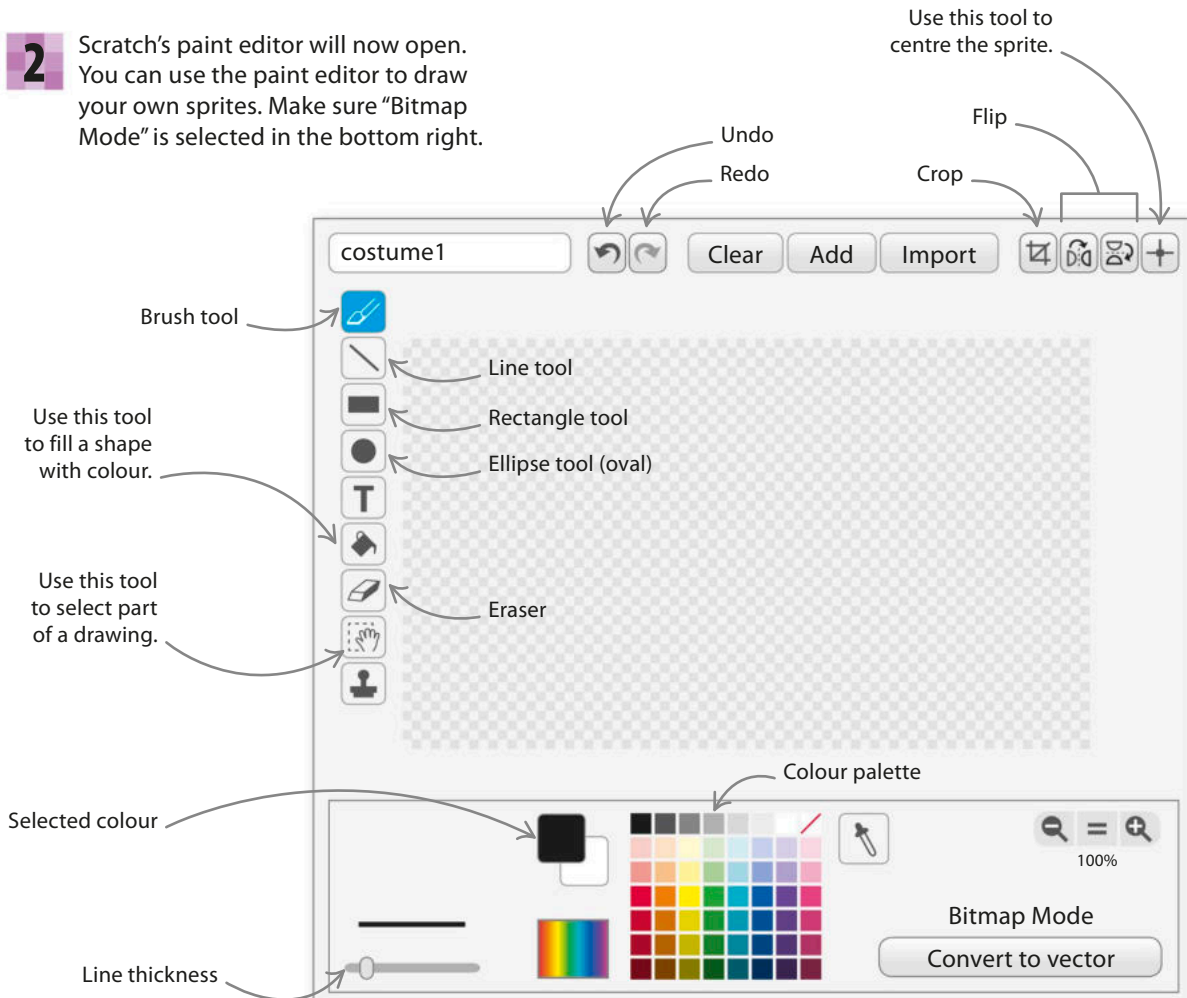 2
Scratch's paint editor will now open.
You can use the paint editor to draw
your own sprites. Make sure “Bitmap
Mode” is selected in the bottom right.
Use this tool to
centre the sprite.
Flip
Undo
Redo
Crop
costume1
Clear
Add
Import
Brush tool
Line tool
Rectangle tool
Use this tool
to fill a shape
with colour.
Ellipse tool (oval)
T
Use this tool
to select part
of a drawing.
Eraser
Colour palette
Selected colour
100%
Bitmap Mode
Convert to vector
Line thickness